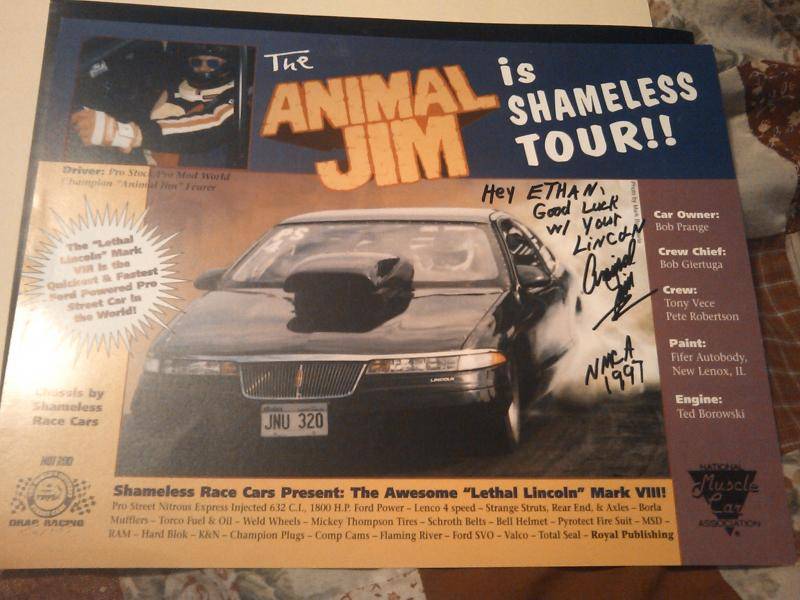 The
ANIMAL
JIM
is
SHAMELESS
TOUR!!
Driver: Pro Stock/Pro Mod World
Champion "Animal Jim" Feurer
The "Lethal
Lincoln" Mark
VIII is the
Quickest & Fastest
Ford Powered Pro
Street Car in
the World!
Chassis by
Shameless
Race Cars
HOT ROD
DRAG RACING
Hey ETHAN,
Good Luck
w/ your
LINCOLN
Animal
Jim
NMCA
1997
Photo by
LINCOLN
JNU 320
Car Owner:
Bob Prange
Crew Chief:
Bob Giertuga
Crew:
Tony Vece
Pete Robertson
Paint:
Fifer Autobody,
New Lenox, IL
Engine:
Ted Borowski
NATIONAL
Muscle
Car
ASSOCIATION
Shameless Race Cars Present: The Awesome "Lethal Lincoln" Mark VIII!
Pro Street Nitrous Express Injected 632 C.I., 1800 H.P. Ford Power – Lenco 4 speed – Strange Struts, Rear End, & Axles – Borla
Mufflers – Torco Fuel & Oil – Weld Wheels – Mickey Thompson Tires – Schroth Belts – Bell Helmet – Pyrotect Fire Suit – MSD –
RAM – Hard Blok – K&N – Champion Plugs – Comp Cams – Flaming River – Ford SVO – Valco – Total Seal – Royal Publishing